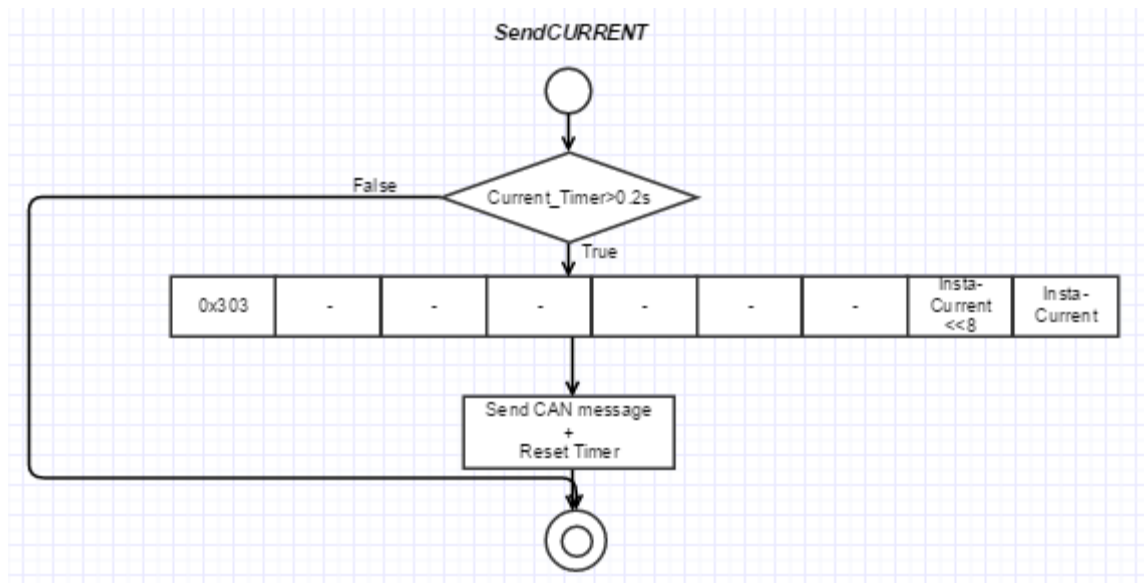 SendCURRENT
False
Current_Timer>0.2s
True
0x303
-
-
-
-
-
-
Insta-
Current
<<8
Insta-
Current
Send CAN message
+
Reset Timer